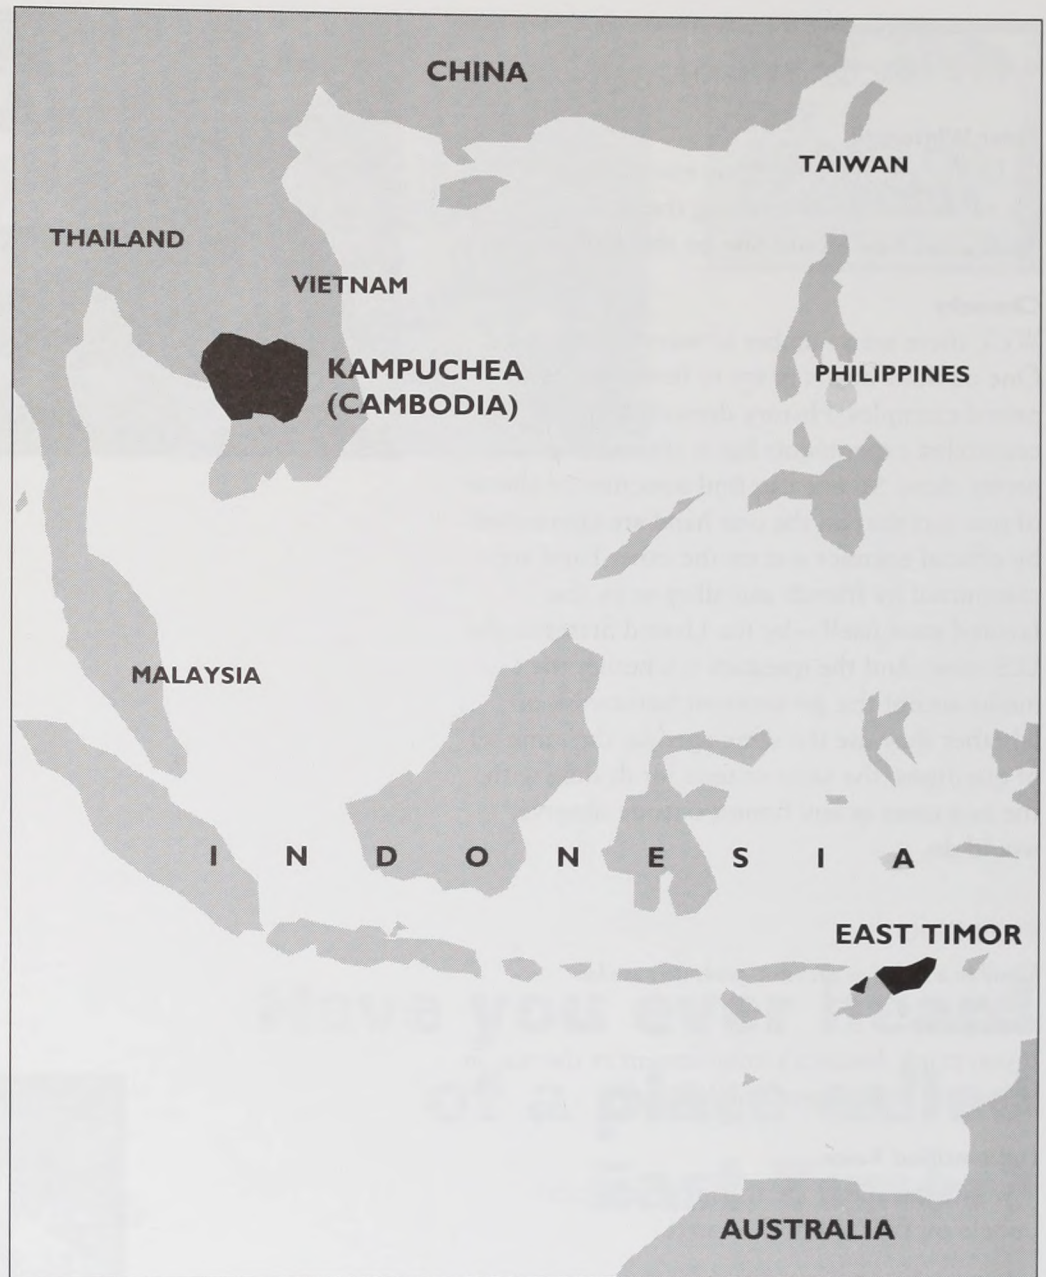 CHINA
TAIWAN
THAILAND
VIETNAM
KAMPUCHEA
(CAMBODIA)
PHILIPPINES
MALAYSIA
I N D O N E S I A
EAST TIMOR
AUSTRALIA